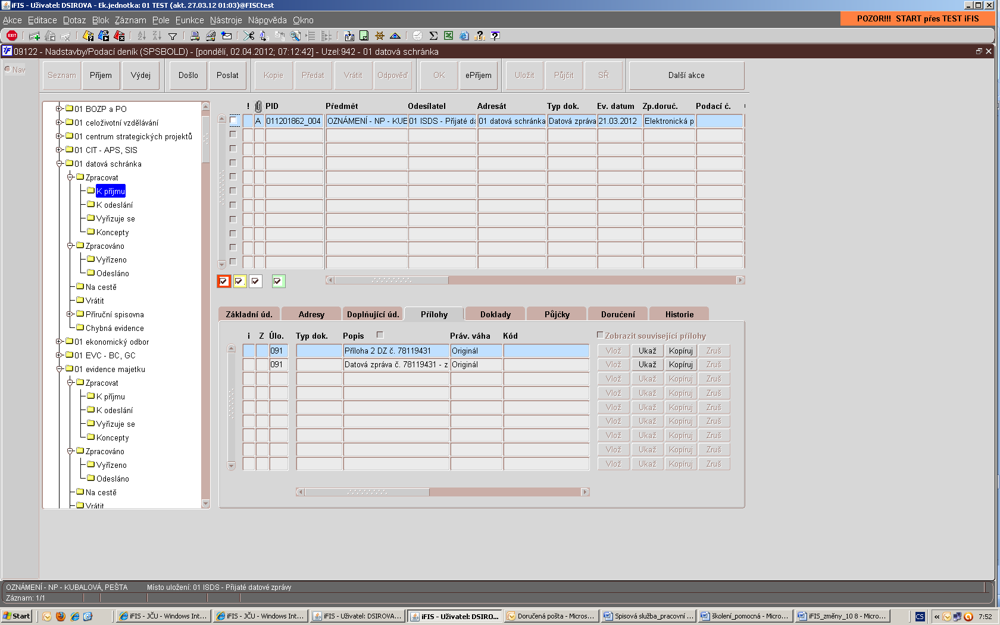 iFIS - Uživatel: DSIROVA - Ek.jednotka: 01 TEST (akt. 27.03.12 01:03)@FISCtest
Akce Editace Dotaz Blok Záznam Pole Funkce Nástroje Nápověda Okno
POZOR!!! START přes TEST iFIS
09122 - Nadstavby/Podací deník (SPSBOLD) - [pondělí, 02.04.2012; 07:12:42] - Uzel:942 - 01 datová schránka
Nav
Seznam Příjem Výdej Došlo Poslat Kopie Předat Vrátit Odpověď OK ePříjem Uložit Půjčit SŘ Další akce
01 BOZP a PO
01 celoživotní vzdělávání
01 centrum strategických projektů
01 CIT - APS, SIS
01 datová schránka
Zpracovat
K příjmu
K odeslání
Vyřizuje se
Koncepty
Zpracováno
Vyřízeno
Odesláno
Na cestě
Vrátit
Příruční spisovna
Chybná evidence
01 ekonomický odbor
01 EVC - BC, GC
01 evidence majetku
Zpracovat
K příjmu
K odeslání
Vyřizuje se
Koncepty
Zpracováno
Vyřízeno
Odesláno
Na cestě
Vrátit
! PID Předmět Odesílatel Adresát Typ dok. Ev. datum Zp.doruč. Podací č.
A 011201862_004 OZNÁMENÍ - NP - KUB 01 ISDS - Přijaté da 01 datová schránka Datová zpráva 21.03.2012 Elektronická p
Základní úd. Adresy Doplňující úd. Přílohy Doklady Půjčky Doručení Historie
i Z Úlo. Typ dok. Popis Práv. váha Kód Zobrazit související přílohy
091 Příloha 2 DZ č. 78119431 Originál Vlož Ukaž Kopíruj Zruš
091 Datová zpráva č. 78119431 - z Originál Vlož Ukaž Kopíruj Zruš
Vlož Ukaž Kopíruj Zruš
Vlož Ukaž Kopíruj Zruš
Vlož Ukaž Kopíruj Zruš
Vlož Ukaž Kopíruj Zruš
Vlož Ukaž Kopíruj Zruš
Vlož Ukaž Kopíruj Zruš
Vlož Ukaž Kopíruj Zruš
OZNÁMENÍ - NP - KUBALOVÁ, PEŠTA Místo uložení: 01 ISDS - Přijaté datové zprávy
Záznam: 1/1
Start iFIS - JČU - Windows Int... iFIS - JČU - Windows Int... iFIS - Uživatel: DSIROVA... iFIS - Uživatel: DSIRO... Doručená pošta - Micros... Spisová služba_pracovní ... školení_pomocná - Micro... iFIS_změny_10 8 - Micro... CS « 7:52